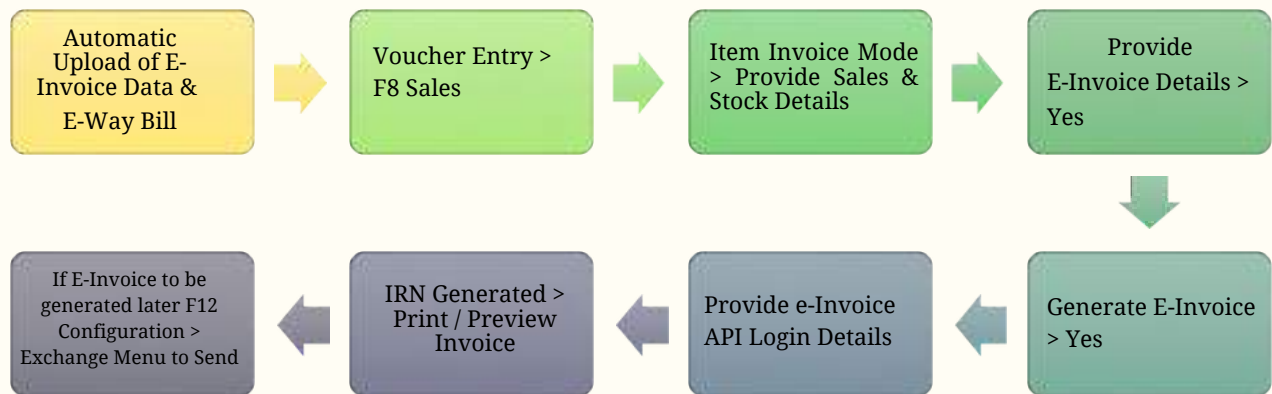 Automatic
Upload of E-
Invoice Data &
E-Way Bill
Voucher Entry >
F8 Sales
Item Invoice Mode
> Provide Sales &
Stock Details
Provide
E-Invoice Details >
Yes
Generate E-Invoice
> Yes
Provide e-Invoice
API Login Details
IRN Generated >
Print / Preview
Invoice
If E-Invoice to be
generated later F12
Configuration >
Exchange Menu to Send